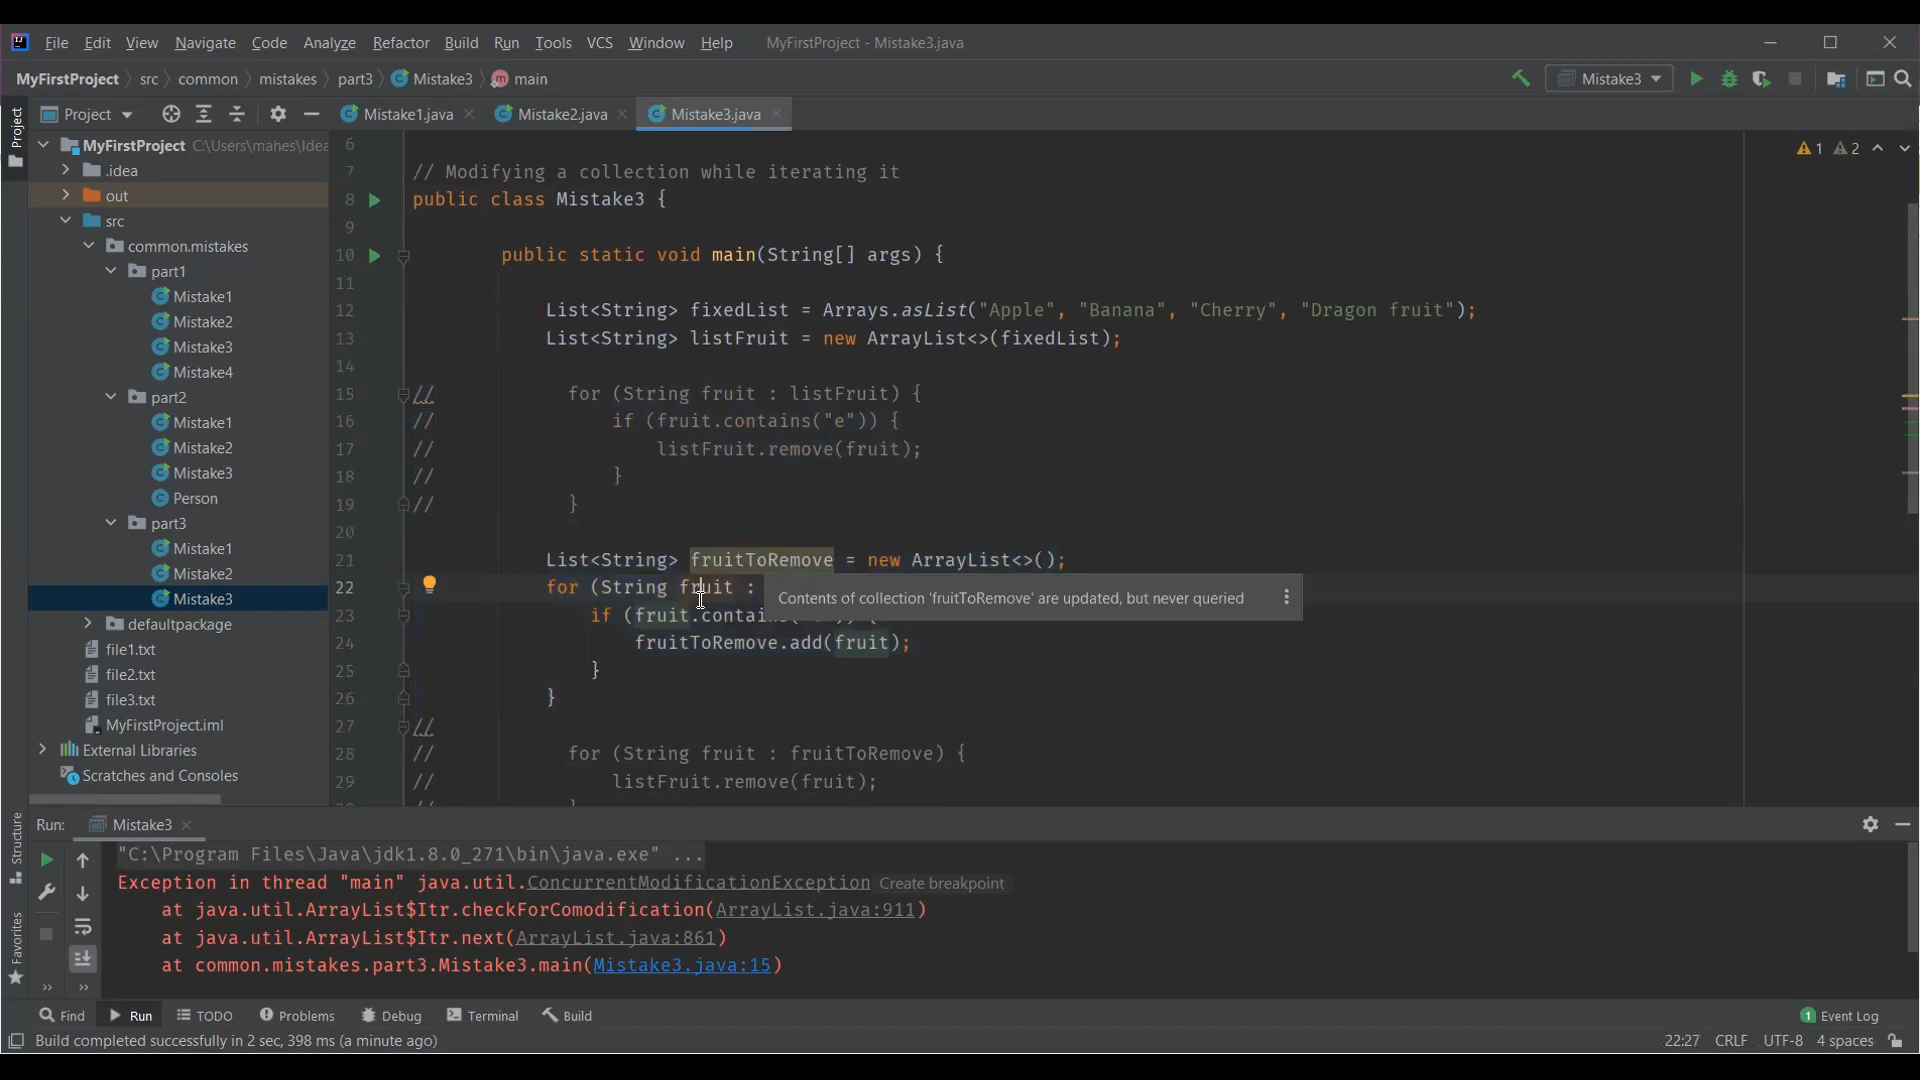 File Edit View Navigate Code Analyze Refactor Build Run Tools VCS Window Help MyFirstProject - Mistake3.java
MyFirstProject src common mistakes part3 Mistake3 main
Mistake3
Project
Mistake1.java
Mistake2.java
Mistake3.java
Project
MyFirstProject C:\Users\mahes\Idea
.idea
out
src
common.mistakes
part1
Mistake1
Mistake2
Mistake3
Mistake4
part2
Mistake1
Mistake2
Mistake3
Person
part3
Mistake1
Mistake2
Mistake3
defaultpackage
file1.txt
file2.txt
file3.txt
MyFirstProject.iml
External Libraries
Scratches and Consoles
1 2
6
7 // Modifying a collection while iterating it
8 public class Mistake3 {
9
10 public static void main(String[] args) {
11
12 List<String> fixedList = Arrays.asList("Apple", "Banana", "Cherry", "Dragon fruit");
13 List<String> listFruit = new ArrayList<>(fixedList);
14
15 // for (String fruit : listFruit) {
16 // if (fruit.contains("e")) {
17 // listFruit.remove(fruit);
18 // }
19 // }
20
21 List<String> fruitToRemove = new ArrayList<>();
22 for (String fruit :
Contents of collection 'fruitToRemove' are updated, but never queried
23 if (fruit.contain
24 fruitToRemove.add(fruit);
25 }
26 }
27 //
28 // for (String fruit : fruitToRemove) {
29 // listFruit.remove(fruit);
Structure
Favorites
Run: Mistake3
"C:\Program Files\Java\jdk1.8.0_271\bin\java.exe" ...
Exception in thread "main" java.util.ConcurrentModificationException Create breakpoint
at java.util.ArrayList$Itr.checkForComodification(ArrayList.java:911)
at java.util.ArrayList$Itr.next(ArrayList.java:861)
at common.mistakes.part3.Mistake3.main(Mistake3.java:15)
Find Run TODO Problems Debug Terminal Build 1 Event Log
Build completed successfully in 2 sec, 398 ms (a minute ago) 22:27 CRLF UTF-8 4 spaces